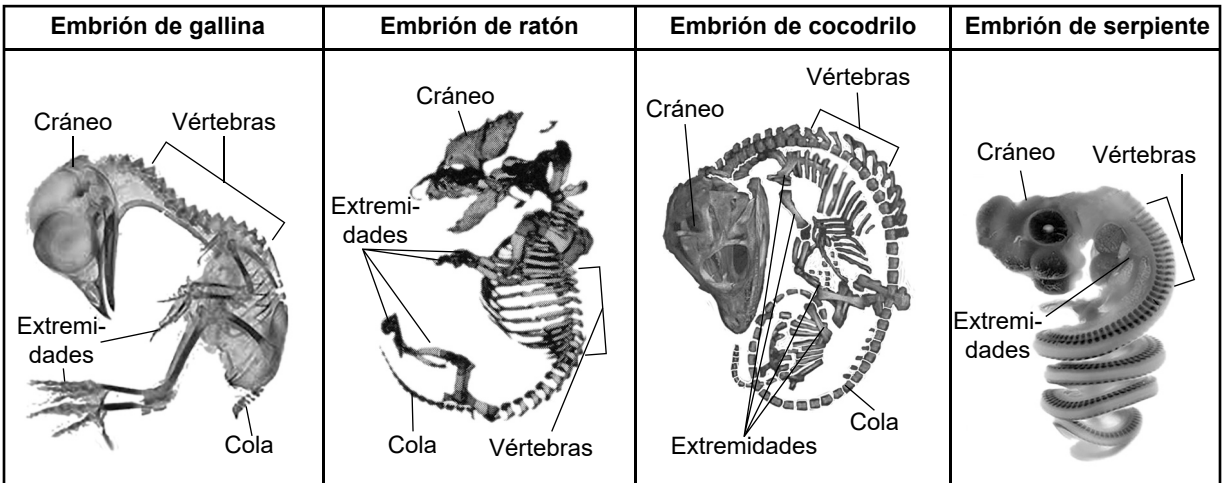 Embrión de gallina
Embrión de ratón
Embrión de cocodrilo
Embrión de serpiente
Cráneo
Vértebras
Extremi-
dades
Cola
Cráneo
Extremi-
dades
Cola
Vértebras
Vértebras
Cráneo
Extremidades
Cola
Cráneo
Vértebras
Extremi-
dades